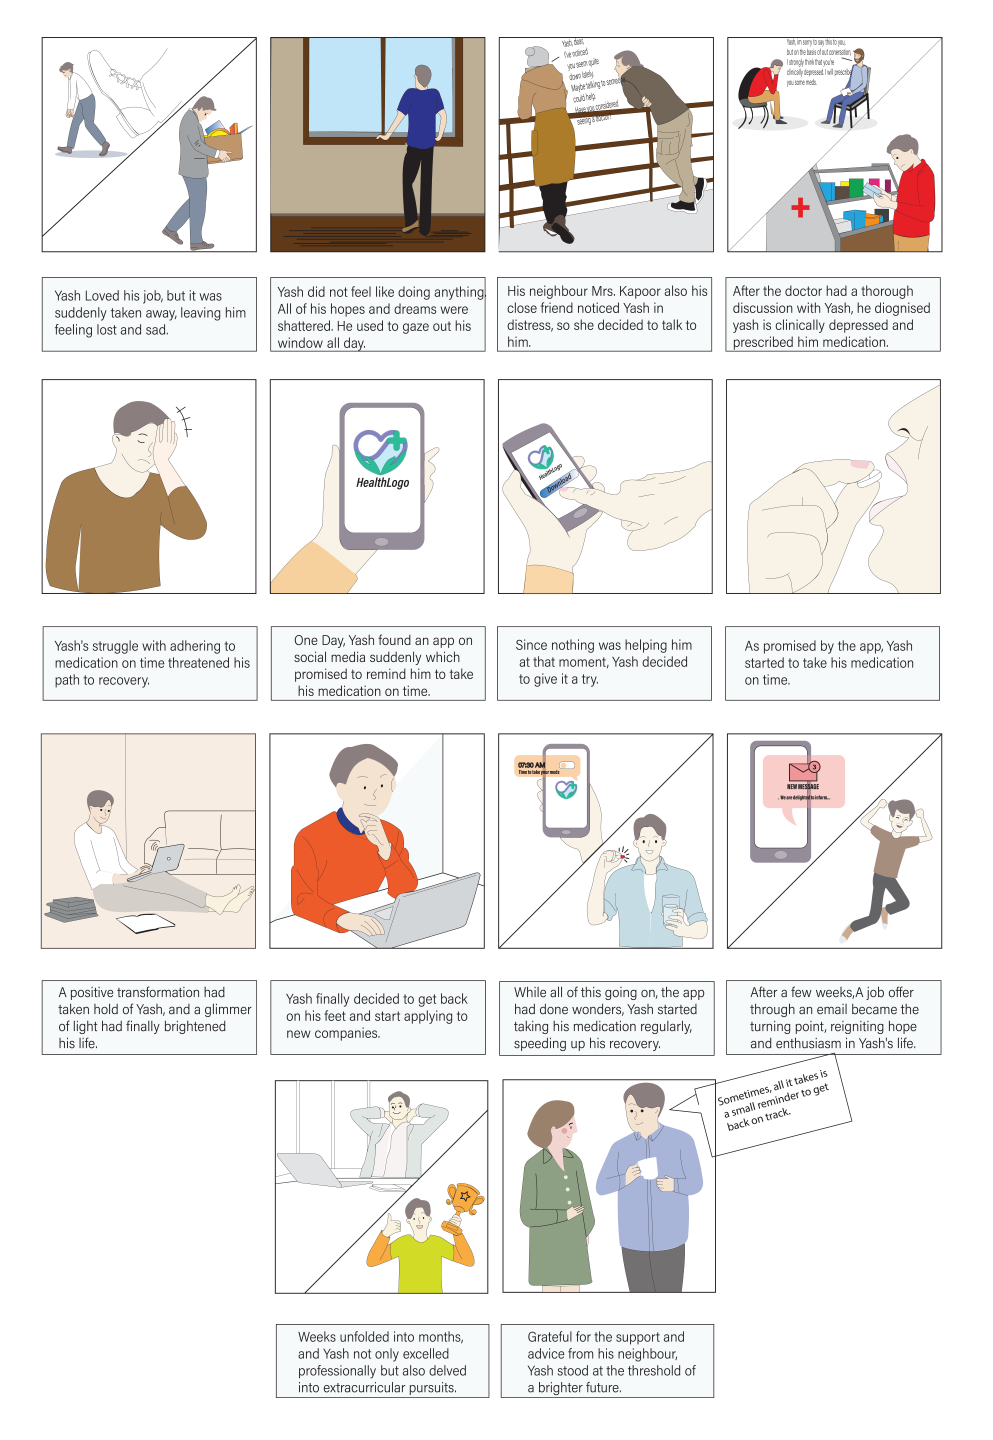 Yash, dear,
I've noticed
you seem quite
down lately.
Maybe talking to someone
could help.
Have you considered
seeing a doctor?
Yash, im sorry to say this to you,
but on the basis of out conversation,
I strongly think that you're
clinically depressed. I will prescribe
you some meds.
Yash Loved his job, but it was
suddenly taken away, leaving him
feeling lost and sad.
Yash did not feel like doing anything.
All of his hopes and dreams were
shattered. He used to gaze out his
window all day.
His neighbour Mrs. Kapoor also his
close friend noticed Yash in
distress, so she decided to talk to
him.
After the doctor had a thorough
discussion with Yash, he diognised
yash is clinically depressed and
prescribed him medication.
HealthLogo
HealthLogo
Download
Yash's struggle with adhering to
medication on time threatened his
path to recovery.
One Day, Yash found an app on
social media suddenly which
promised to remind him to take
his medication on time.
Since nothing was helping him
at that moment, Yash decided
to give it a try.
As promised by the app, Yash
started to take his medication
on time.
07:30 AM
Time to take your meds
3
NEW MESSAGE
. We are delighted to inform...
A positive transformation had
taken hold of Yash, and a glimmer
of light had finally brightened
his life.
Yash finally decided to get back
on his feet and start applying to
new companies.
While all of this going on, the app
had done wonders, Yash started
taking his medication regularly,
speeding up his recovery.
After a few weeks,A job offer
through an email became the
turning point, reigniting hope
and enthusiasm in Yash's life.
Sometimes, all it takes is
a small reminder to get
back on track.
Weeks unfolded into months,
and Yash not only excelled
professionally but also delved
into extracurricular pursuits.
Grateful for the support and
advice from his neighbour,
Yash stood at the threshold of
a brighter future.